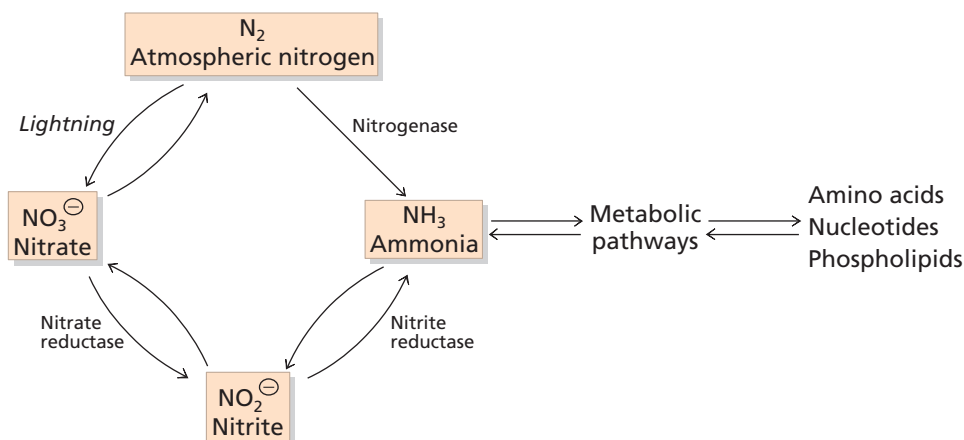 N₂
Atmospheric nitrogen
Lightning
Nitrogenase
NO₃⊖
Nitrate
NH₃
Ammonia
Metabolic
pathways
Amino acids
Nucleotides
Phospholipids
Nitrate
reductase
Nitrite
reductase
NO₂⊖
Nitrite